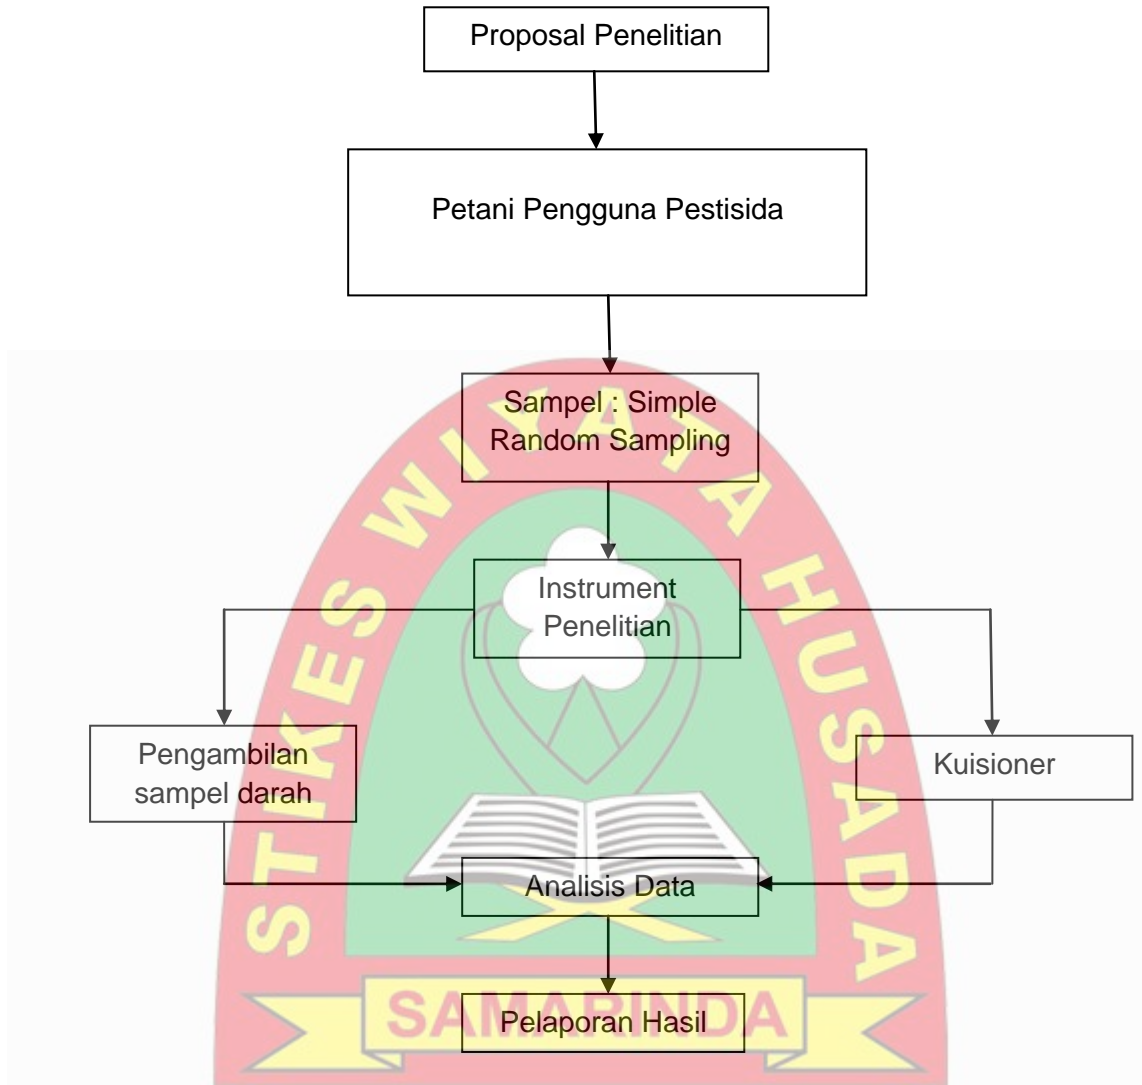 Proposal Penelitian
Petani Pengguna Pestisida
Sampel : Simple
Random Sampling
Instrument
Penelitian
Pengambilan
sampel darah
Kuisioner
Analisis Data
Pelaporan Hasil
STIKES WIYATA HUSADA
SAMARINDA